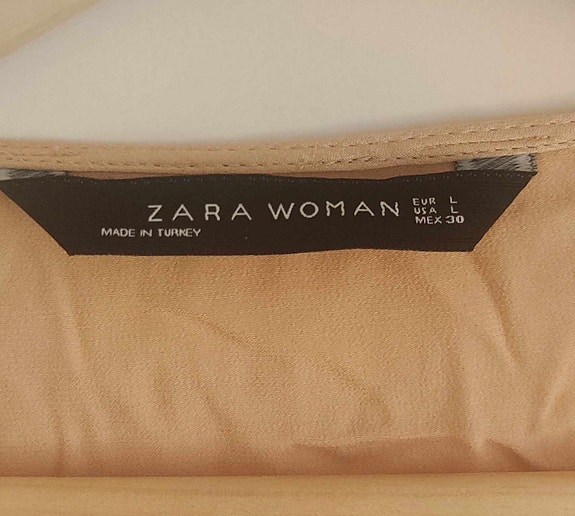 ZARA WOMAN
EUR L
USA L
MEX 30
MADE IN TURKEY